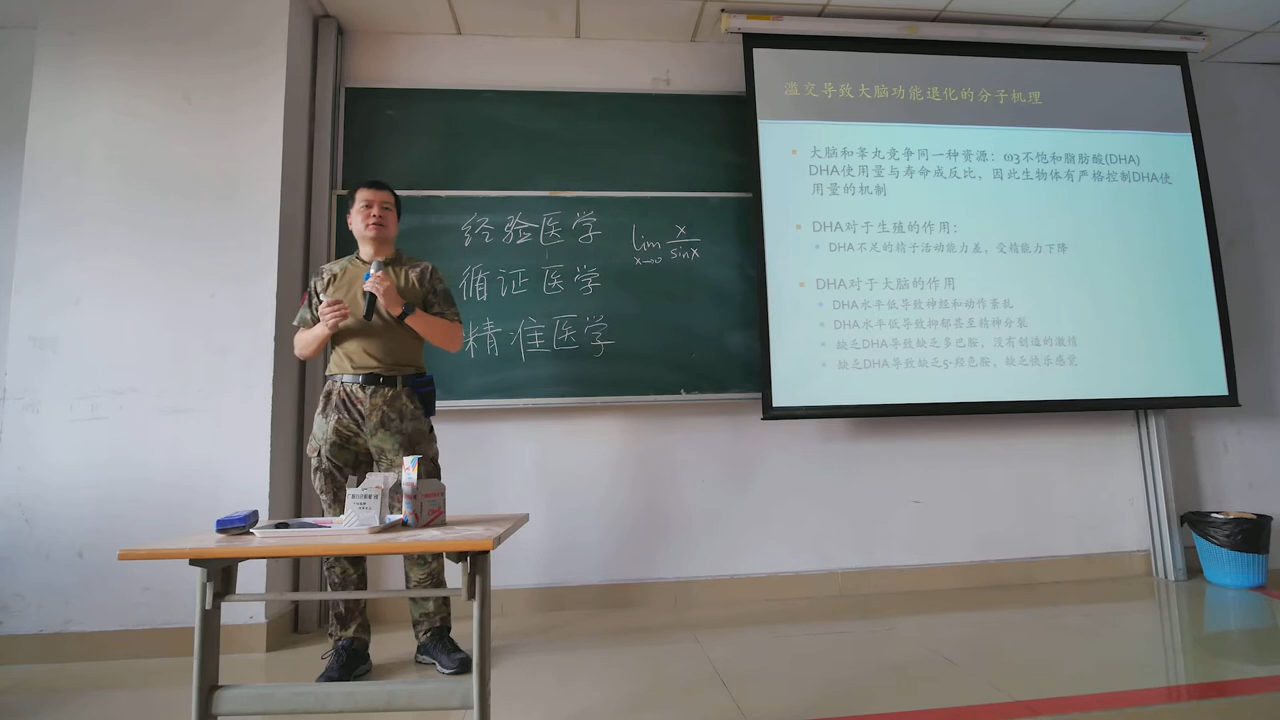 经验医学
循证医学
精准医学
lim x/sinx
x→0
滥交导致大脑功能退化的分子机理
大脑和睾丸竞争同一种资源：ω3不饱和脂肪酸(DHA)
DHA使用量与寿命成反比，因此生物体有严格控制DHA使
用量的机制
DHA对于生殖的作用：
DHA不足的精子活动能力差，受精能力下降
DHA对于大脑的作用
DHA水平低导致神经和动作紊乱
DHA水平低导致抑郁甚至精神分裂
缺乏DHA导致缺乏多巴胺，没有创造的激情
缺乏DHA导致缺乏5-羟色胺，缺乏快乐感觉